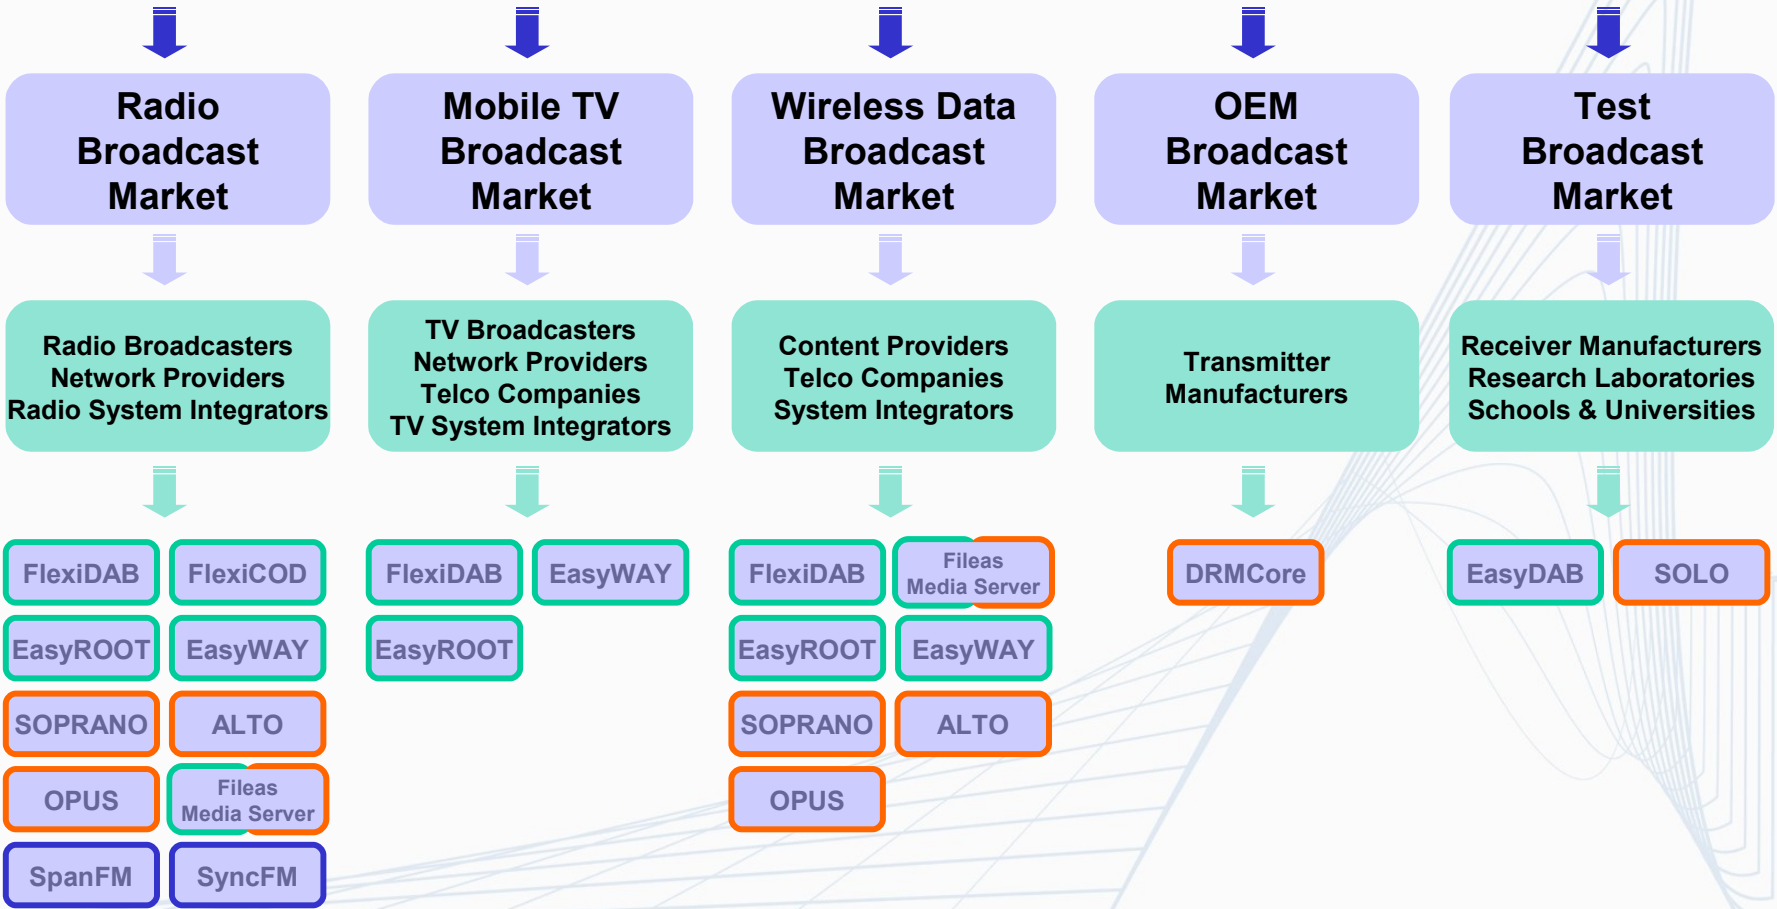 Radio
Broadcast
Market
Mobile TV
Broadcast
Market
Wireless Data
Broadcast
Market
OEM
Broadcast
Market
Test
Broadcast
Market
Radio Broadcasters
Network Providers
Radio System Integrators
TV Broadcasters
Network Providers
Telco Companies
TV System Integrators
Content Providers
Telco Companies
System Integrators
Transmitter
Manufacturers
Receiver Manufacturers
Research Laboratories
Schools & Universities
FlexiDAB
FlexiCOD
EasyROOT
EasyWAY
SOPRANO
ALTO
OPUS
Fileas
Media Server
SpanFM
SyncFM
FlexiDAB
EasyWAY
EasyROOT
FlexiDAB
Fileas
Media Server
EasyROOT
EasyWAY
SOPRANO
ALTO
OPUS
DRMCore
EasyDAB
SOLO